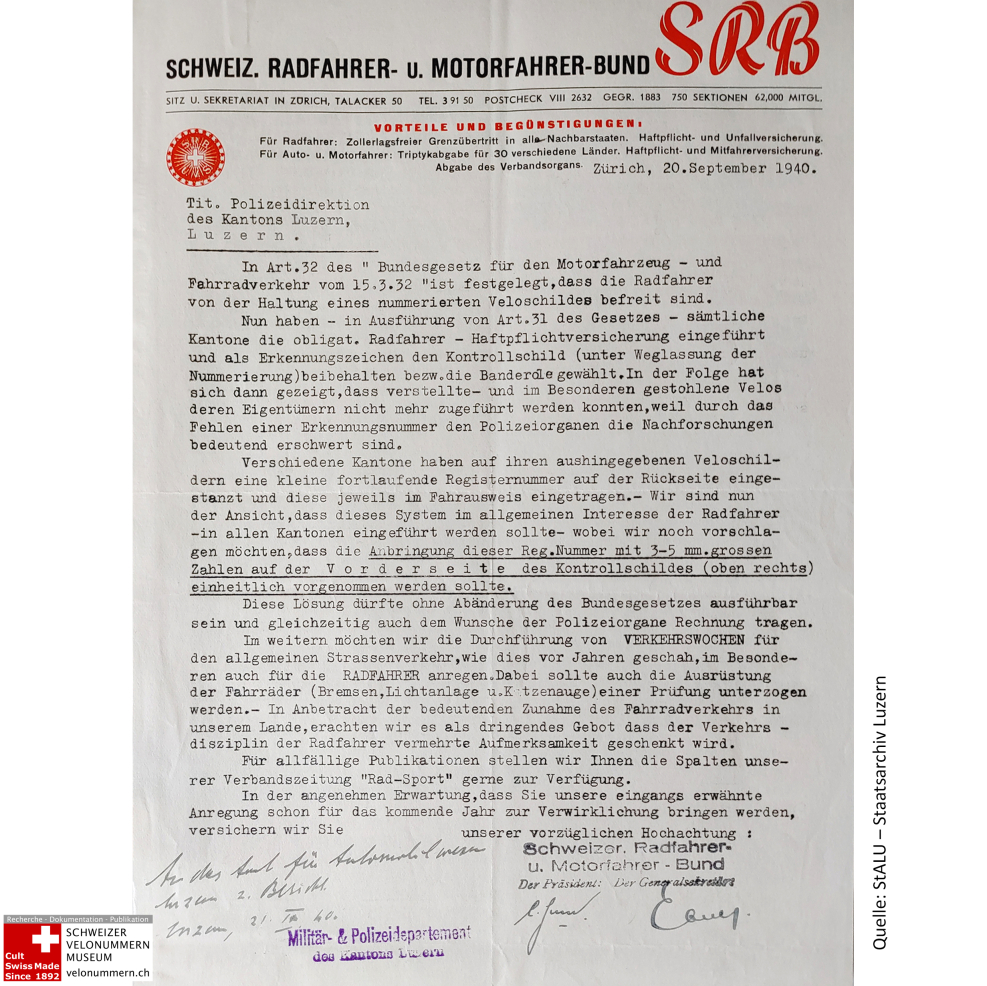 SRB
SCHWEIZ. RADFAHRER- U. MOTORFAHRER-BUND
SITZ U. SEKRETARIAT IN ZÜRICH, TALACKER 50 TEL. 3 91 50 POSTCHECK VIII 2632 GEGR. 1883 750 SEKTIONEN 62,000 MITGL.
VORTEILE UND BEGÜNSTIGUNGEN:
Für Radfahrer: Zollerlagsfreier Grenzübertritt in alle Nachbarstaaten. Haftpflicht- und Unfallversicherung.
Für Auto- u. Motorfahrer: Triptykabgabe für 30 verschiedene Länder. Haftpflicht- und Mitfahrerversicherung.
Abgabe des Verbandsorgans.
Zürich, 20.September 1940.
Tit. Polizeidirektion
des Kantons Luzern,
L u z e r n .
In Art.32 des " Bundesgesetz für den Motorfahrzeug - und
Fahrradverkehr vom 15.3.32 "ist festgelegt,dass die Radfahrer
von der Haltung eines nummerierten Veloschildes befreit sind.
Nun haben - in Ausführung von Art.31 des Gesetzes - sämtliche
Kantone die obligat. Radfahrer - Haftpflichtversicherung eingeführt
und als Erkennungszeichen den Kontrollschild (unter Weglassung der
Nummerierung)beibehalten bezw.die Banderole gewählt.In der Folge hat
sich dann gezeigt,dass verstellte- und im Besonderen gestohlene Velos
deren Eigentümern nicht mehr zugeführt werden konnten,weil durch das
Fehlen einer Erkennungsnummer den Polizeiorganen die Nachforschungen
bedeutend erschwert sind.
Verschiedene Kantone haben auf ihren aushingegebenen Veloschil-
dern eine kleine fortlaufende Registernummer auf der Rückseite einge-
stanzt und diese jeweils im Fahrausweis eingetragen.- Wir sind nun
der Ansicht,dass dieses System im allgemeinen Interesse der Radfahrer
-in allen Kantonen eingeführt werden sollte- wobei wir noch vorschla-
gen möchten,dass die Anbringung dieser Reg.Nummer mit 3-5 mm.grossen
Zahlen auf der V o r d e r s e i t e des Kontrollschildes (oben rechts)
einheitlich vorgenommen werden sollte.
Diese Lösung dürfte ohne Abänderung des Bundesgesetzes ausführbar
sein und gleichzeitig auch dem Wunsche der Polizeiorgane Rechnung tragen.
Im weitern möchten wir die Durchführung von VERKEHRSWOCHEN für
den allgemeinen Strassenverkehr,wie dies vor Jahren geschah,im Besonde-
ren auch für die RADFAHRER anregen.Dabei sollte auch die Ausrüstung
der Fahrräder (Bremsen,Lichtanlage u.Katzenauge)einer Prüfung unterzogen
werden.- In Anbetracht der bedeutenden Zunahme des Fahrradverkehrs in
unserem Lande,erachten wir es als dringendes Gebot dass der Verkehrs -
disziplin der Radfahrer vermehrte Aufmerksamkeit geschenkt wird.
Für allfällige Publikationen stellen wir Ihnen die Spalten unse-
rer Verbandszeitung "Rad-Sport" gerne zur Verfügung.
In der angenehmen Erwartung,dass Sie unsere eingangs erwähnte
Anregung schon für das kommende Jahr zur Verwirklichung bringen werden,
versichern wir Sie
unserer vorzüglichen Hochachtung :
Schweizer. Radfahrer-
u. Motorfahrer - Bund
Der Präsident: Der Generalsekretär:
An das Amt für Automobilwesen
Luzern z. Bericht
Luzern, 21. IX 40.
Militär- & Polizeidepartement
des Kantons Luzern
Recherche - Dokumentation - Publikation
Cult
Swiss Made
Since 1892
SCHWEIZER
VELONUMMERN
MUSEUM
velonummern.ch
Quelle: StALU – Staatsarchiv Luzern